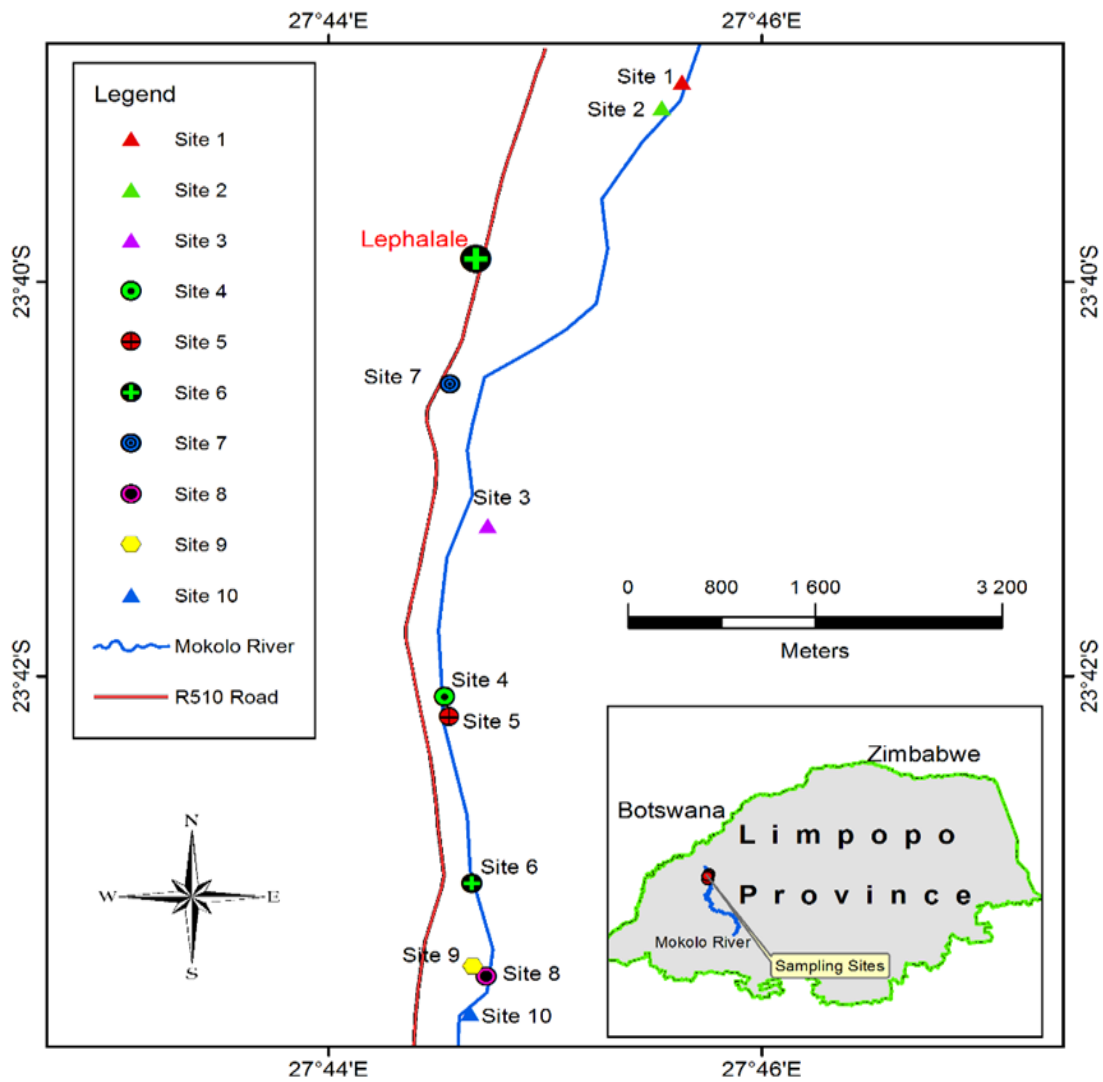 27°44'E 27°46'E
Legend
Site 1
Site 2
Site 3
Site 4
Site 5
Site 6
Site 7
Site 8
Site 9
Site 10
Mokolo River
R510 Road
Site 1
Site 2
Lephalale
23°40'S 23°40'S
Site 7
Site 3
0 800 1 600 3 200
Meters
23°42'S 23°42'S
Site 4
Site 5
Site 6
Site 9
Site 8
Site 10
N
W E
S
Zimbabwe
Botswana
Limpopo
Province
Mokolo River
Sampling Sites
27°44'E 27°46'E